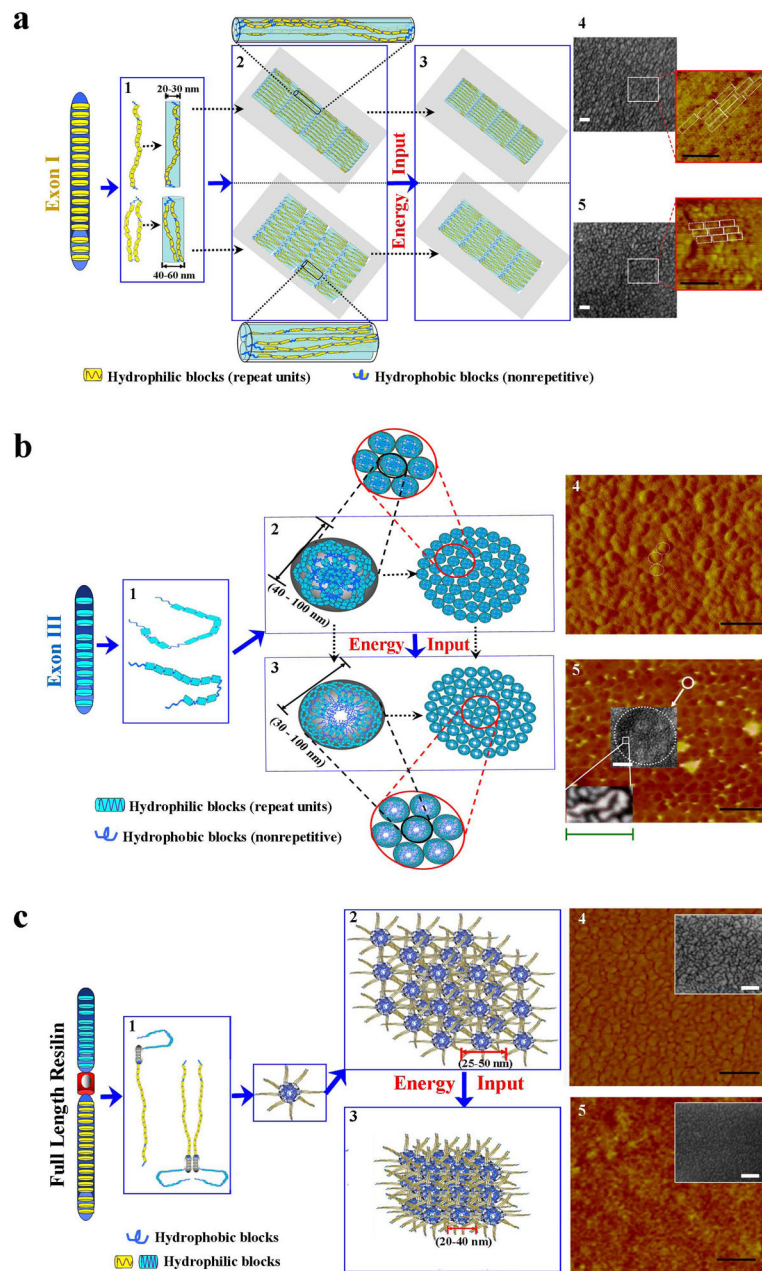 a
Exon I
1
20-30 nm
40-60 nm
2
3
Energy Input
4
5
Hydrophilic blocks (repeat units)
Hydrophobic blocks (nonrepetitive)
b
Exon III
1
2
(40 - 100 nm)
Energy Input
3
(30 - 100 nm)
4
5
Hydrophilic blocks (repeat units)
Hydrophobic blocks (nonrepetitive)
c
Full Length Resilin
1
2
(25-50 nm)
Energy Input
3
(20-40 nm)
4
5
Hydrophobic blocks
Hydrophilic blocks